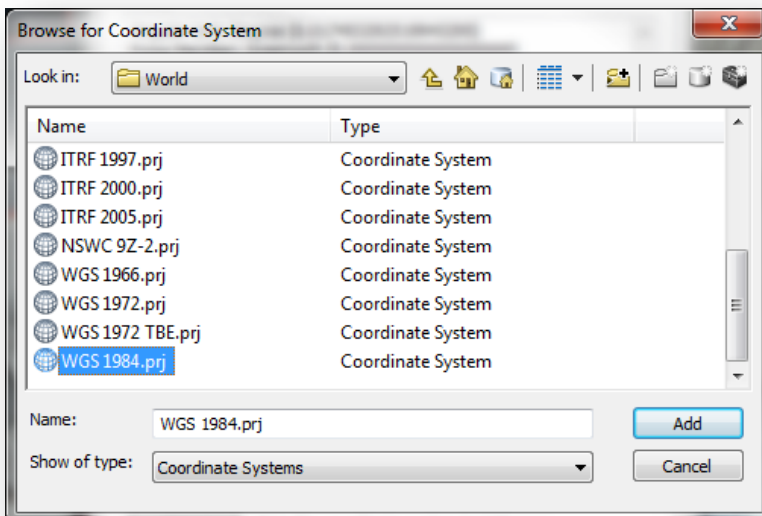 Browse for Coordinate System
Look in: World
Name Type
ITRF 1997.prj Coordinate System
ITRF 2000.prj Coordinate System
ITRF 2005.prj Coordinate System
NSWC 9Z-2.prj Coordinate System
WGS 1966.prj Coordinate System
WGS 1972.prj Coordinate System
WGS 1972 TBE.prj Coordinate System
WGS 1984.prj Coordinate System
Name: WGS 1984.prj Add
Show of type: Coordinate Systems Cancel